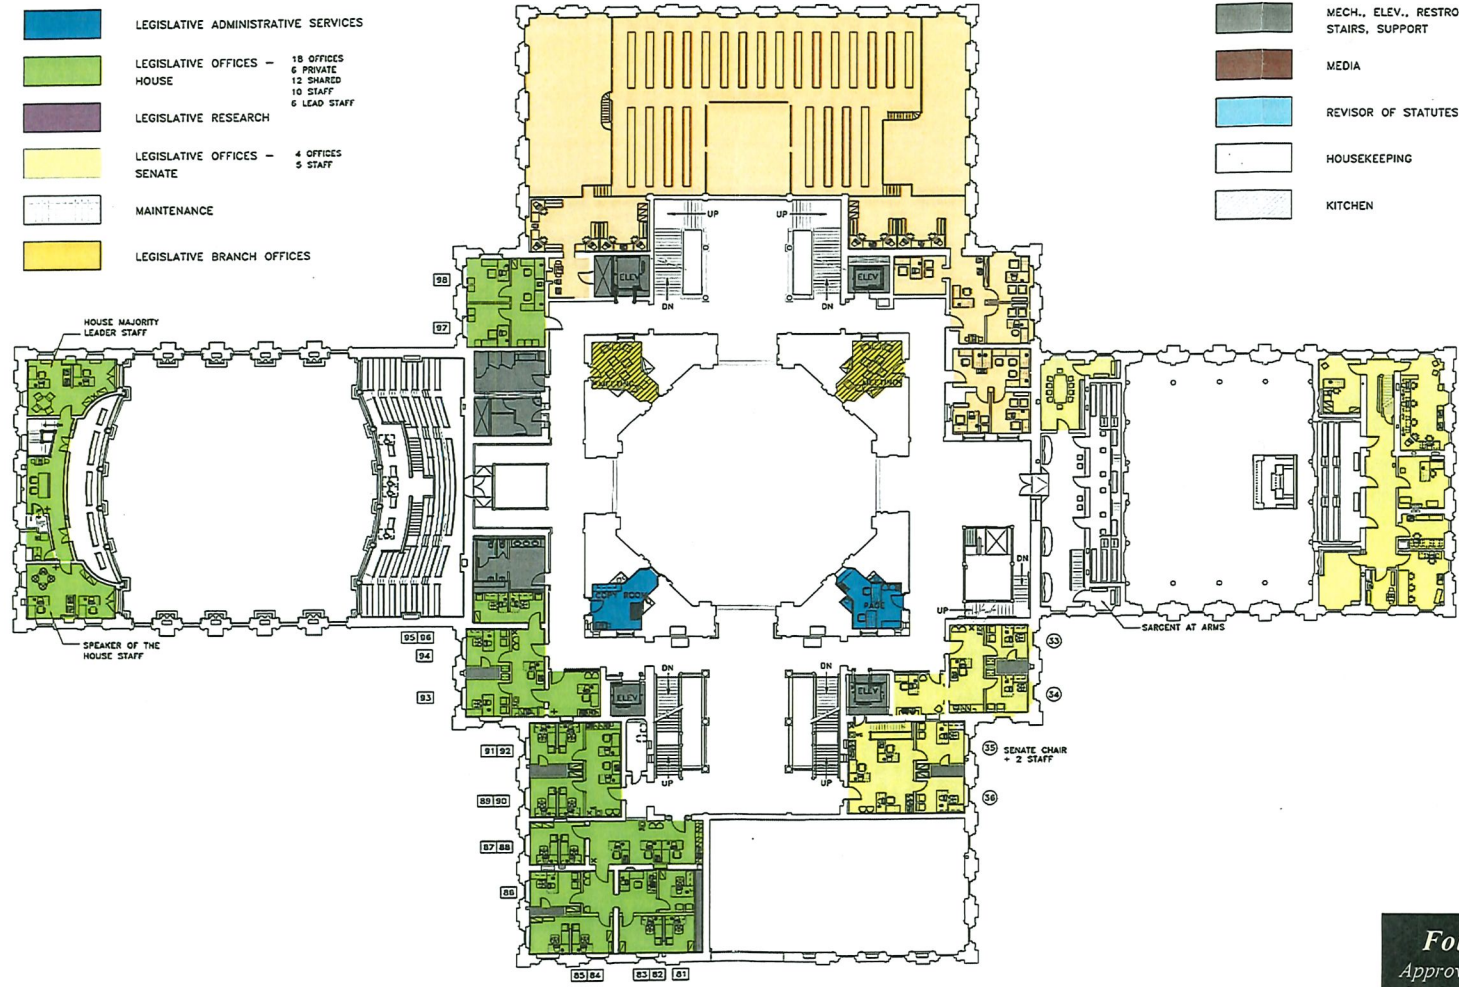 LEGISLATIVE ADMINISTRATIVE SERVICES
LEGISLATIVE OFFICES –
HOUSE
18 OFFICES
6 PRIVATE
12 SHARED
10 STAFF
6 LEAD STAFF
LEGISLATIVE RESEARCH
LEGISLATIVE OFFICES –
SENATE
4 OFFICES
5 STAFF
MAINTENANCE
LEGISLATIVE BRANCH OFFICES
MECH., ELEV., RESTRO
STAIRS, SUPPORT
MEDIA
REVISOR OF STATUTES
HOUSEKEEPING
KITCHEN
UP
UP
ELEV
ELEV
DN
DN
98
97
HOUSE MAJORITY
LEADER STAFF
MEETING
MEETING
COPY ROOM
PAGE
DN
UP
SARGENT AT ARMS
SPEAKER OF THE
HOUSE STAFF
95 96
94
93
33
34
DN
DN
ELEV
ELEV
UP
UP
91 92
35 SENATE CHAIR
+ 2 STAFF
89 90
36
87 88
86
85 84
83 82
81
Fo
Approv